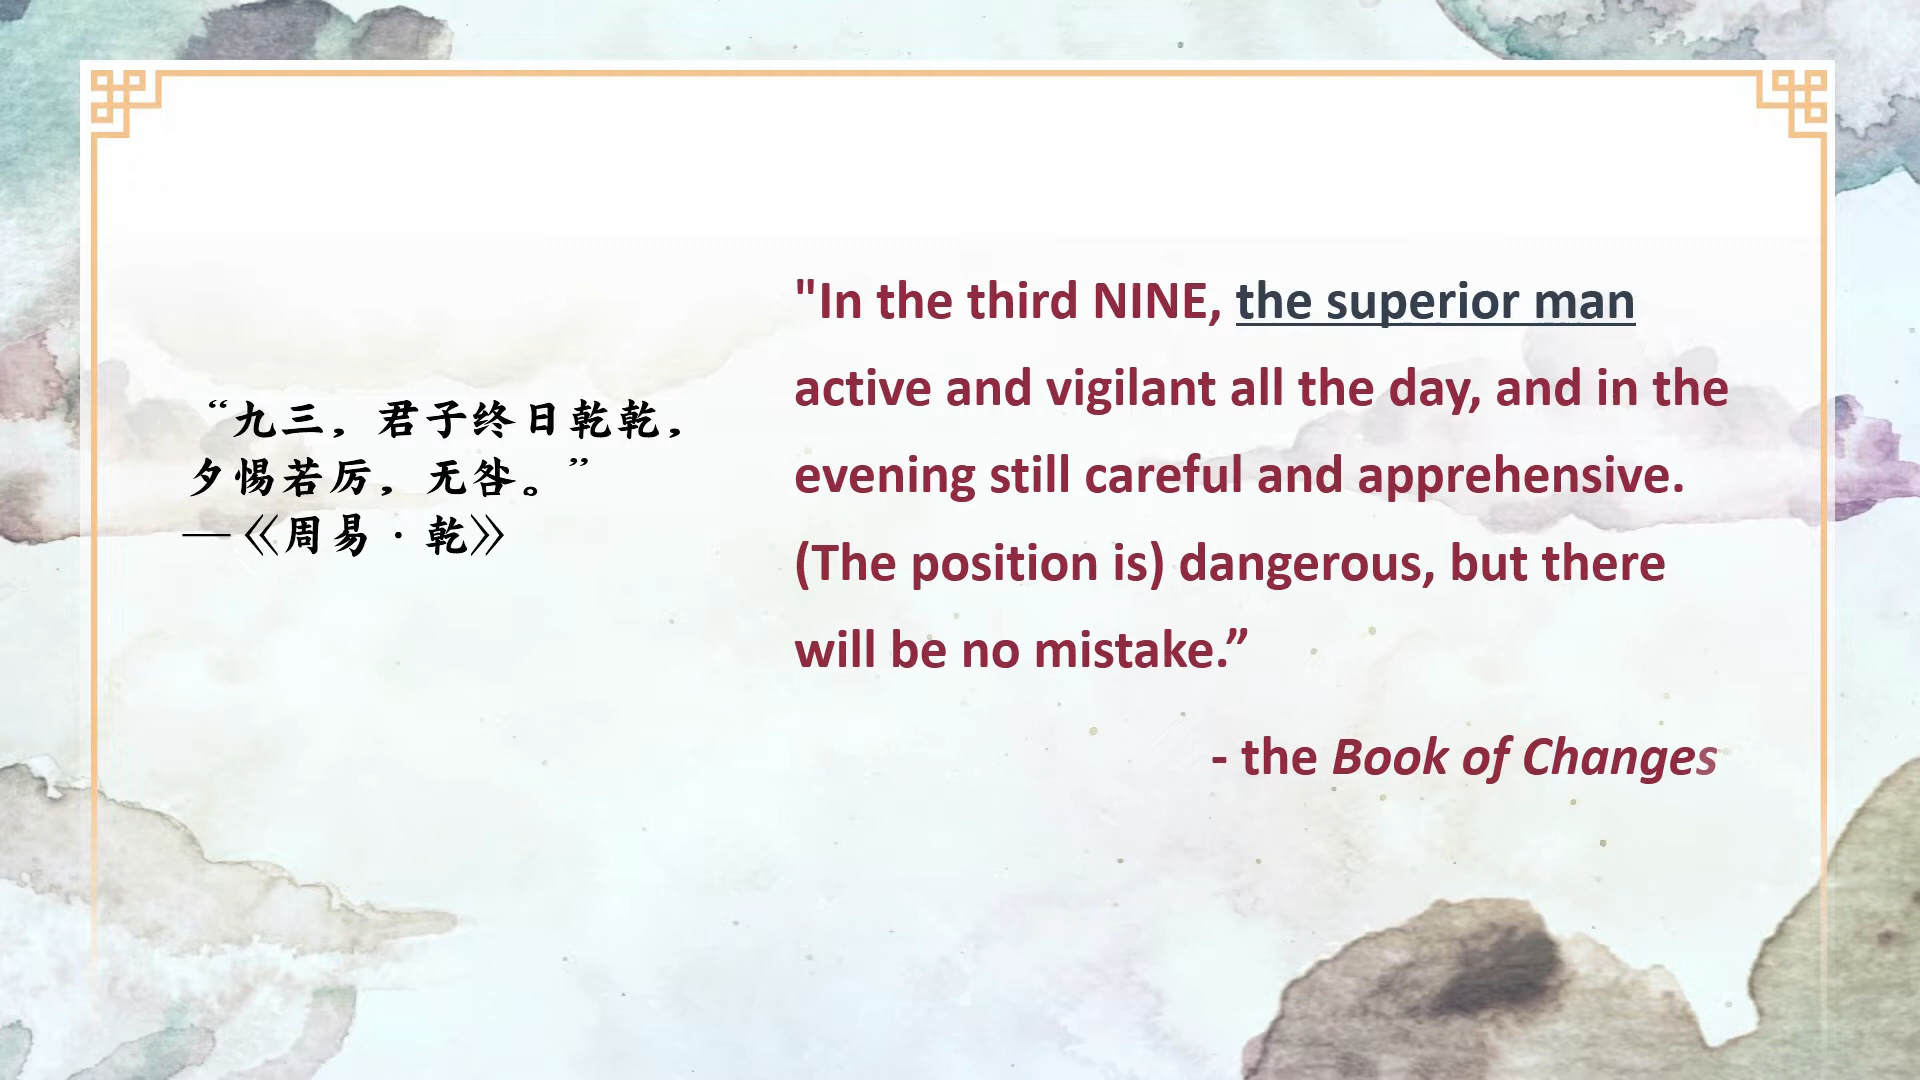 “九三，君子终日乾乾，
夕惕若厉，无咎。”
—《周易·乾》
"In the third NINE, the superior man
active and vigilant all the day, and in the
evening still careful and apprehensive.
(The position is) dangerous, but there
will be no mistake.”
- the Book of Changes